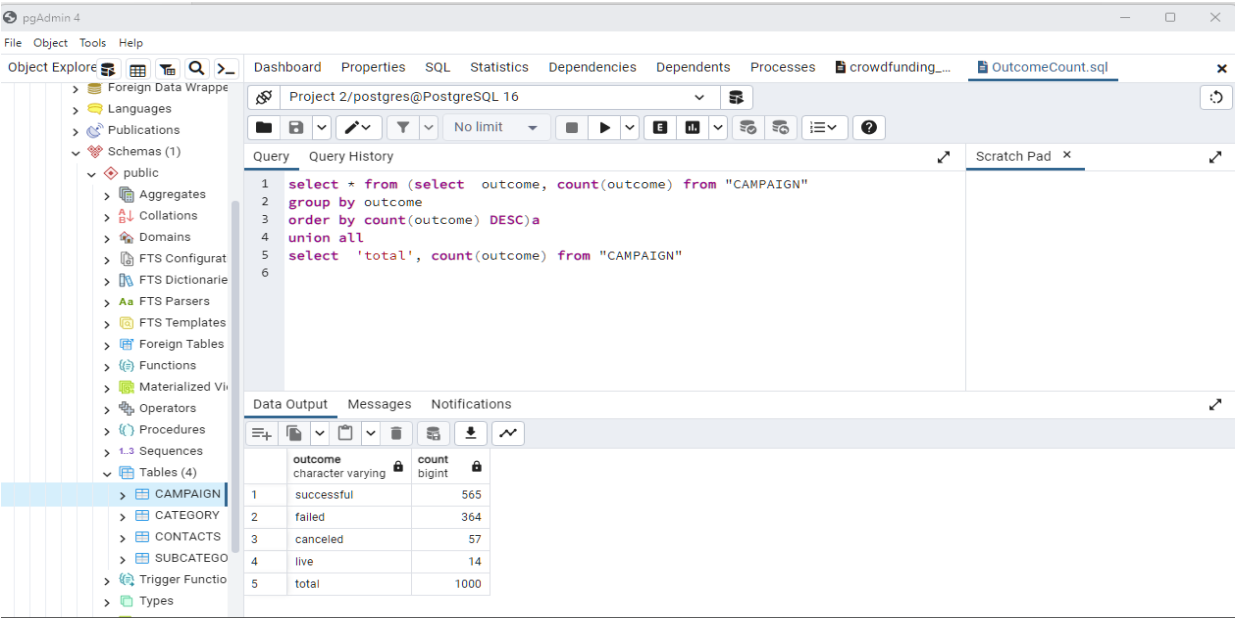 pgAdmin 4
File Object Tools Help
Object Explore
Dashboard Properties SQL Statistics Dependencies Dependents Processes crowdfunding_... OutcomeCount.sql
Foreign Data Wrappe
Languages
Publications
Schemas (1)
public
Aggregates
Collations
Domains
FTS Configurat
FTS Dictionarie
Aa FTS Parsers
FTS Templates
Foreign Tables
Functions
Materialized Vi
Operators
Procedures
1..3 Sequences
Tables (4)
CAMPAIGN
CATEGORY
CONTACTS
SUBCATEGO
Trigger Functio
Types
Project 2/postgres@PostgreSQL 16
No limit
E
Query Query History
Scratch Pad
1 select * from (select  outcome, count(outcome) from "CAMPAIGN"
2 group by outcome
3 order by count(outcome) DESC)a
4 union all
5 select  'total', count(outcome) from "CAMPAIGN"
6
Data Output Messages Notifications
outcome count
character varying bigint
1 successful 565
2 failed 364
3 canceled 57
4 live 14
5 total 1000